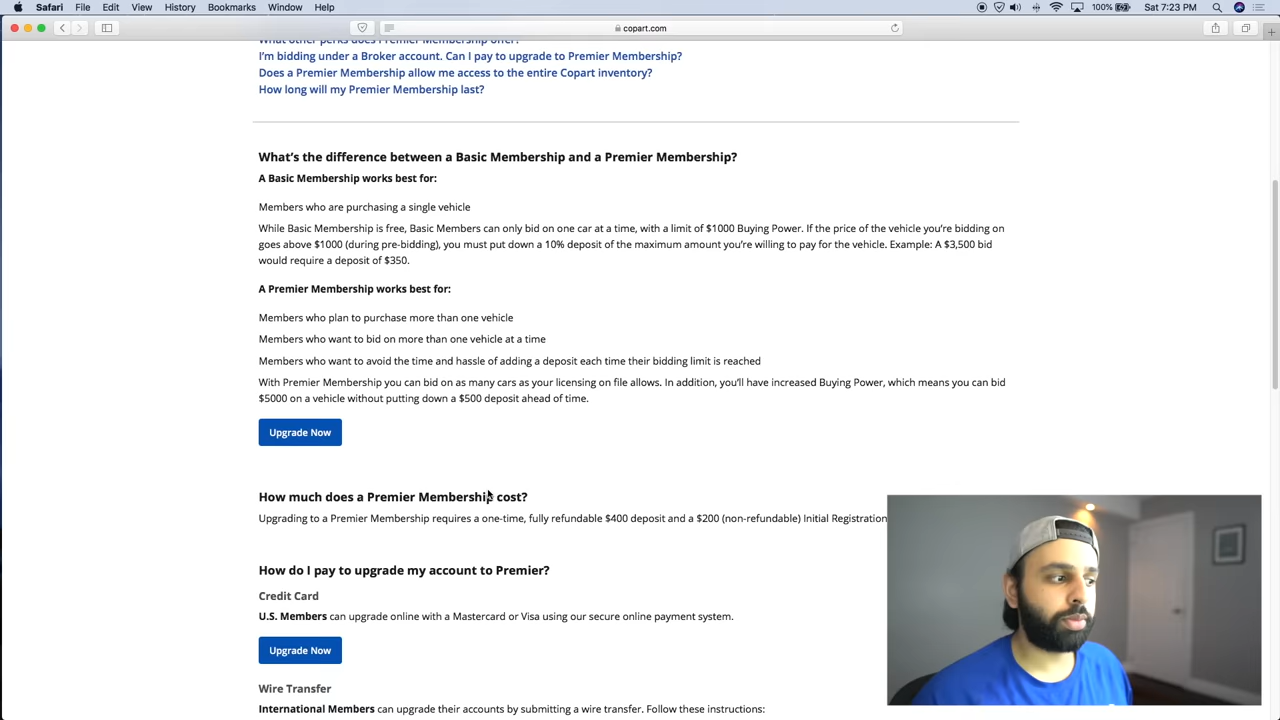 Safari File Edit View History Bookmarks Window Help 100% Sat 7:23 PM
copart.com
What other perks does Premier Membership offer?
I'm bidding under a Broker account. Can I pay to upgrade to Premier Membership?
Does a Premier Membership allow me access to the entire Copart inventory?
How long will my Premier Membership last?
What's the difference between a Basic Membership and a Premier Membership?
A Basic Membership works best for:
Members who are purchasing a single vehicle
While Basic Membership is free, Basic Members can only bid on one car at a time, with a limit of $1000 Buying Power. If the price of the vehicle you're bidding on
goes above $1000 (during pre-bidding), you must put down a 10% deposit of the maximum amount you're willing to pay for the vehicle. Example: A $3,500 bid
would require a deposit of $350.
A Premier Membership works best for:
Members who plan to purchase more than one vehicle
Members who want to bid on more than one vehicle at a time
Members who want to avoid the time and hassle of adding a deposit each time their bidding limit is reached
With Premier Membership you can bid on as many cars as your licensing on file allows. In addition, you'll have increased Buying Power, which means you can bid
$5000 on a vehicle without putting down a $500 deposit ahead of time.
Upgrade Now
How much does a Premier Membership cost?
Upgrading to a Premier Membership requires a one-time, fully refundable $400 deposit and a $200 (non-refundable) Initial Registration
How do I pay to upgrade my account to Premier?
Credit Card
U.S. Members can upgrade online with a Mastercard or Visa using our secure online payment system.
Upgrade Now
Wire Transfer
International Members can upgrade their accounts by submitting a wire transfer. Follow these instructions: